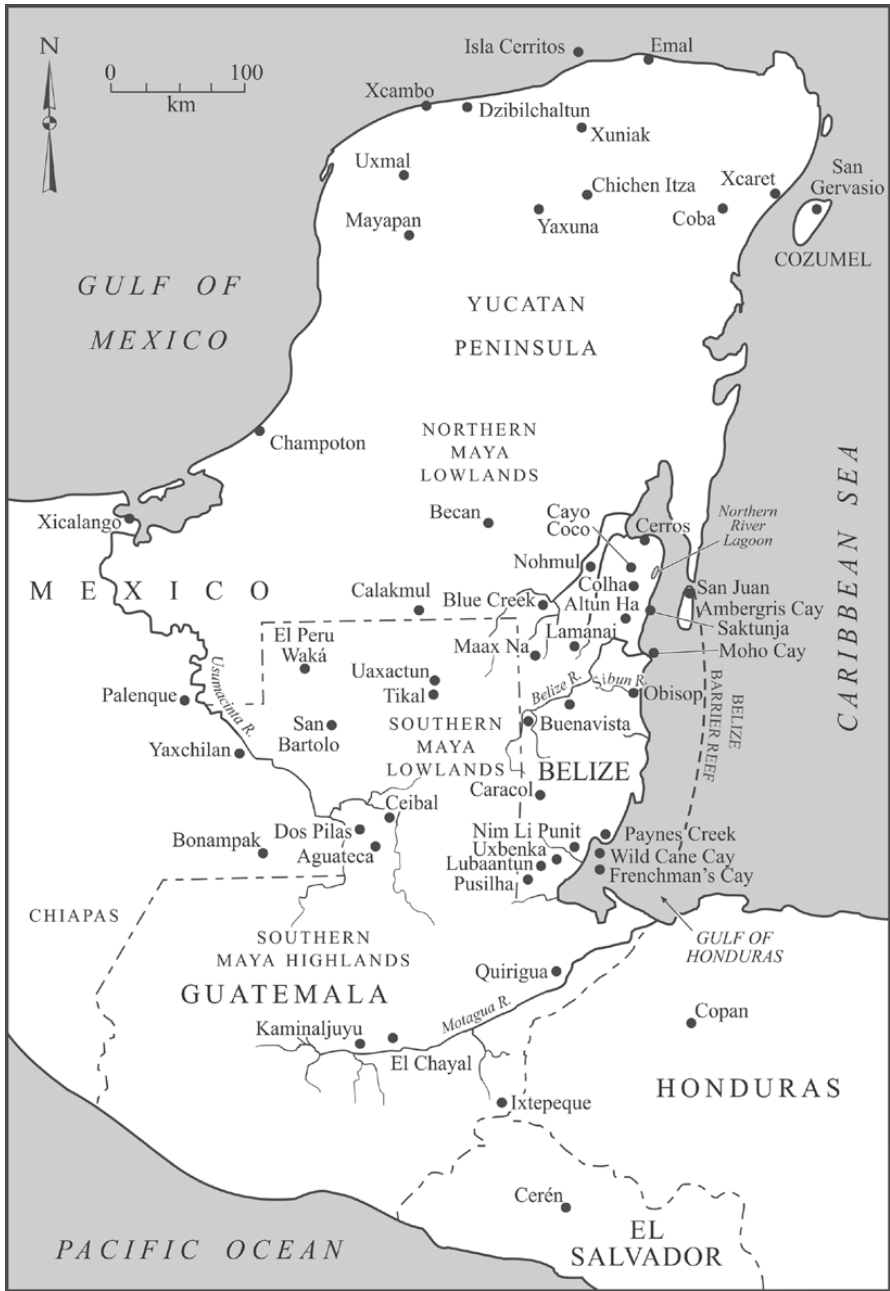 N
0 100
km
Isla Cerritos
Emal
Xcambo
Dzibilchaltun
Xuniak
Uxmal
Chichen Itza
Xcaret
San
Gervasio
Mayapan
Yaxuna
Coba
COZUMEL
GULF OF
MEXICO
YUCATAN
PENINSULA
Champoton
NORTHERN
MAYA
LOWLANDS
CARIBBEAN SEA
Xicalango
Becan
Cayo
Coco
Cerros
Northern
River
Lagoon
Nohmul
MEXICO
Calakmul
Colha
San Juan
Blue Creek
Altun Ha
Ambergris Cay
Saktunja
El Peru
Waká
Maax Na
Lamanai
Moho Cay
Uaxactun
Tikal
Palenque
Usumacinta R.
Belize R.
Sibun R.
Obisop
BELIZE
BARRIER REEF
San
Bartolo
SOUTHERN
MAYA
LOWLANDS
Buenavista
Yaxchilan
BELIZE
Caracol
Ceibal
Dos Pilas
Bonampak
Aguateca
Nim Li Punit
Uxbenka
Lubaantun
Pusilha
Paynes Creek
Wild Cane Cay
Frenchman's Cay
CHIAPAS
SOUTHERN
MAYA HIGHLANDS
GULF OF
HONDURAS
GUATEMALA
Quirigua
Motagua R.
Copan
Kaminaljuyu
El Chayal
HONDURAS
Ixtepeque
Cerén
EL
SALVADOR
PACIFIC OCEAN